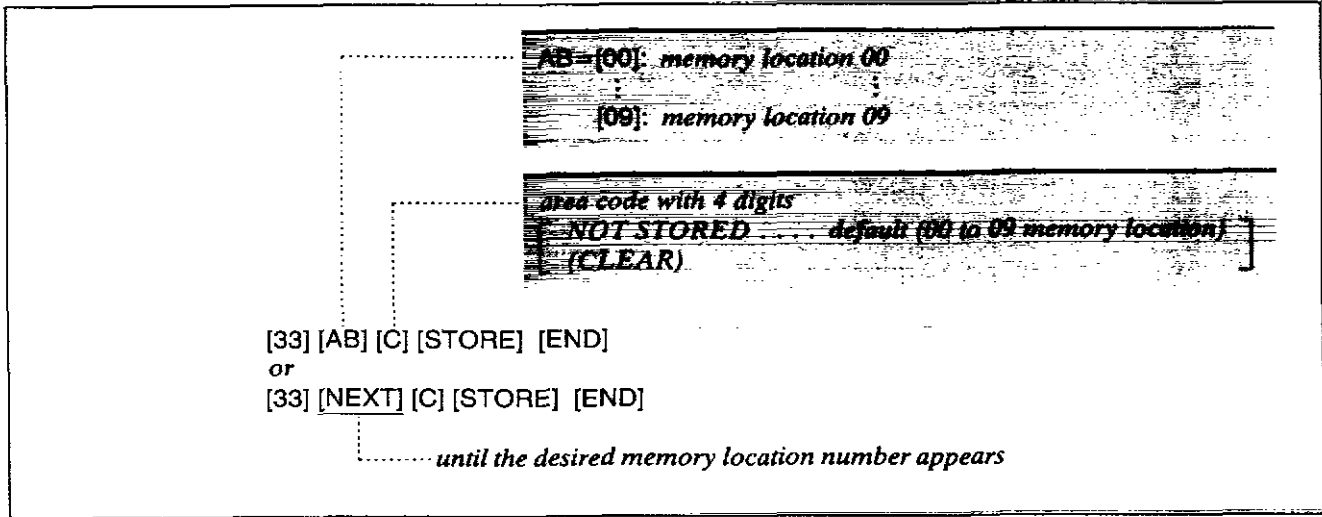 AB=[00]: memory location 00
[09]: memory location 09
area code with 4 digits
NOT STORED ..... default (00 to 09 memory location)
(CLEAR)
[33] [AB] [C] [STORE] [END]
or
[33] [NEXT] [C] [STORE] [END]
until the desired memory location number appears